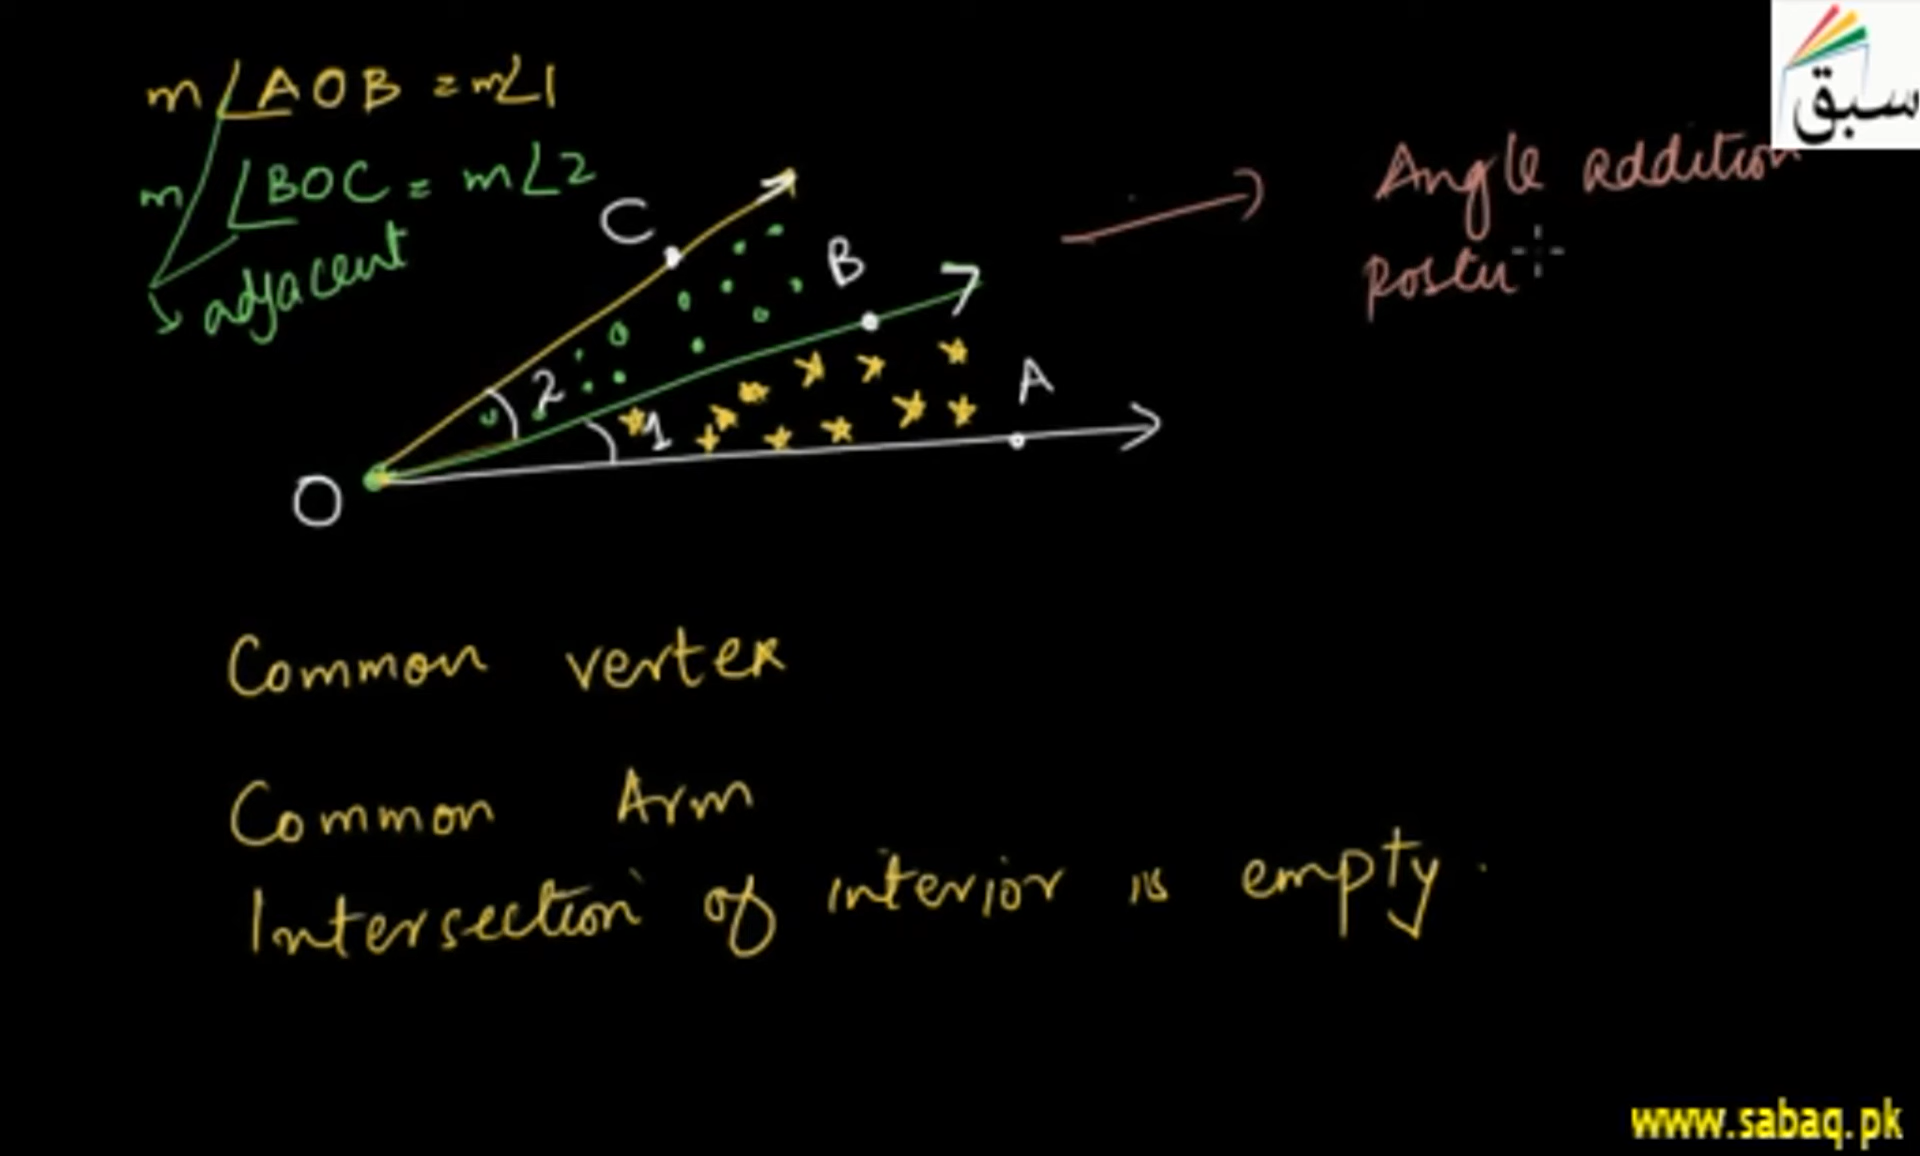 m∠AOB = m∠1
m∠BOC = m∠2
adjacent
C
B
A
2
1
O
Angle addition
Postu
سبق
Common vertex
Common Arm
Intersection of interior is empty.
www.sabaq.pk